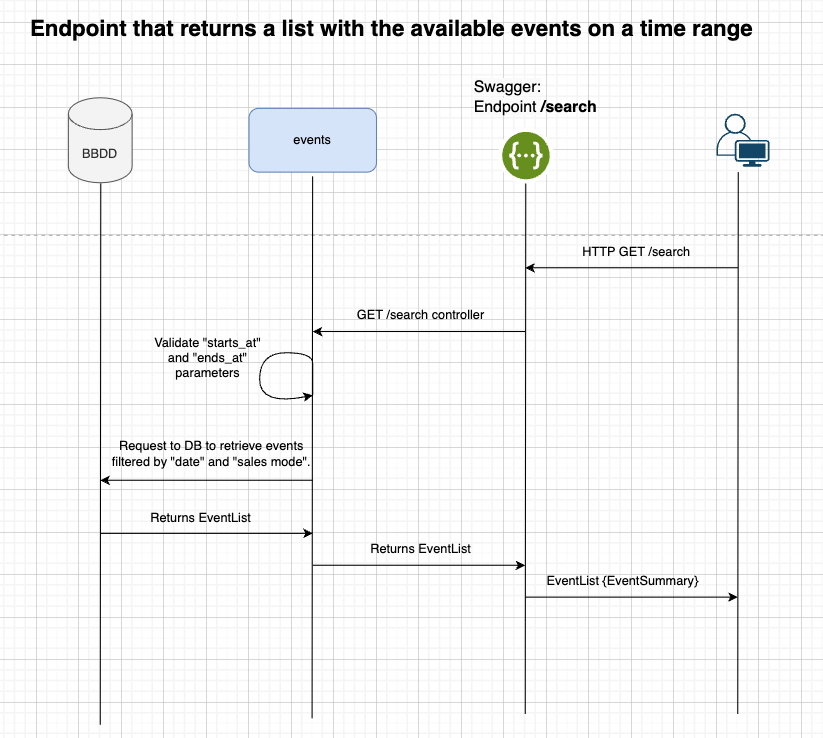 Endpoint that returns a list with the available events on a time range
Swagger:
Endpoint /search
BBDD
events
{...}
HTTP GET /search
GET /search controller
Validate "starts_at"
and "ends_at"
parameters
Request to DB to retrieve events
filtered by "date" and "sales mode".
Returns EventList
Returns EventList
EventList {EventSummary}